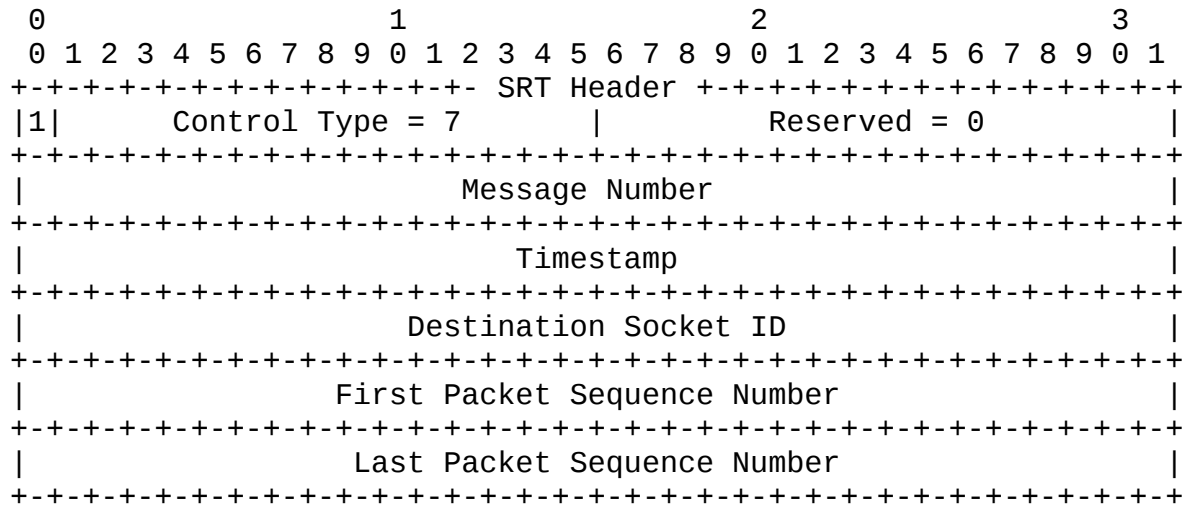 0                   1                   2                   3
 0 1 2 3 4 5 6 7 8 9 0 1 2 3 4 5 6 7 8 9 0 1 2 3 4 5 6 7 8 9 0 1
+-+-+-+-+-+-+-+-+-+-+-+-+- SRT Header +-+-+-+-+-+-+-+-+-+-+-+-+-+
|1|      Control Type = 7       |         Reserved = 0          |
+-+-+-+-+-+-+-+-+-+-+-+-+-+-+-+-+-+-+-+-+-+-+-+-+-+-+-+-+-+-+-+-+
|                        Message Number                         |
+-+-+-+-+-+-+-+-+-+-+-+-+-+-+-+-+-+-+-+-+-+-+-+-+-+-+-+-+-+-+-+-+
|                           Timestamp                           |
+-+-+-+-+-+-+-+-+-+-+-+-+-+-+-+-+-+-+-+-+-+-+-+-+-+-+-+-+-+-+-+-+
|                     Destination Socket ID                     |
+-+-+-+-+-+-+-+-+-+-+-+-+-+-+-+-+-+-+-+-+-+-+-+-+-+-+-+-+-+-+-+-+
|                 First Packet Sequence Number                  |
+-+-+-+-+-+-+-+-+-+-+-+-+-+-+-+-+-+-+-+-+-+-+-+-+-+-+-+-+-+-+-+-+
|                  Last Packet Sequence Number                  |
+-+-+-+-+-+-+-+-+-+-+-+-+-+-+-+-+-+-+-+-+-+-+-+-+-+-+-+-+-+-+-+-+